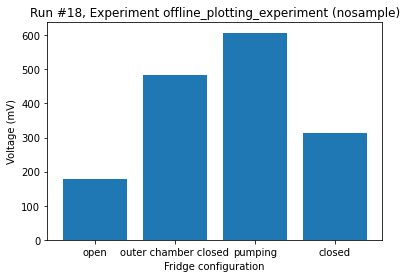 Run #18, Experiment offline_plotting_experiment (nosample)
600
500
400
300
200
100
0
Voltage (mV)
open outer chamber closed pumping closed
Fridge configuration